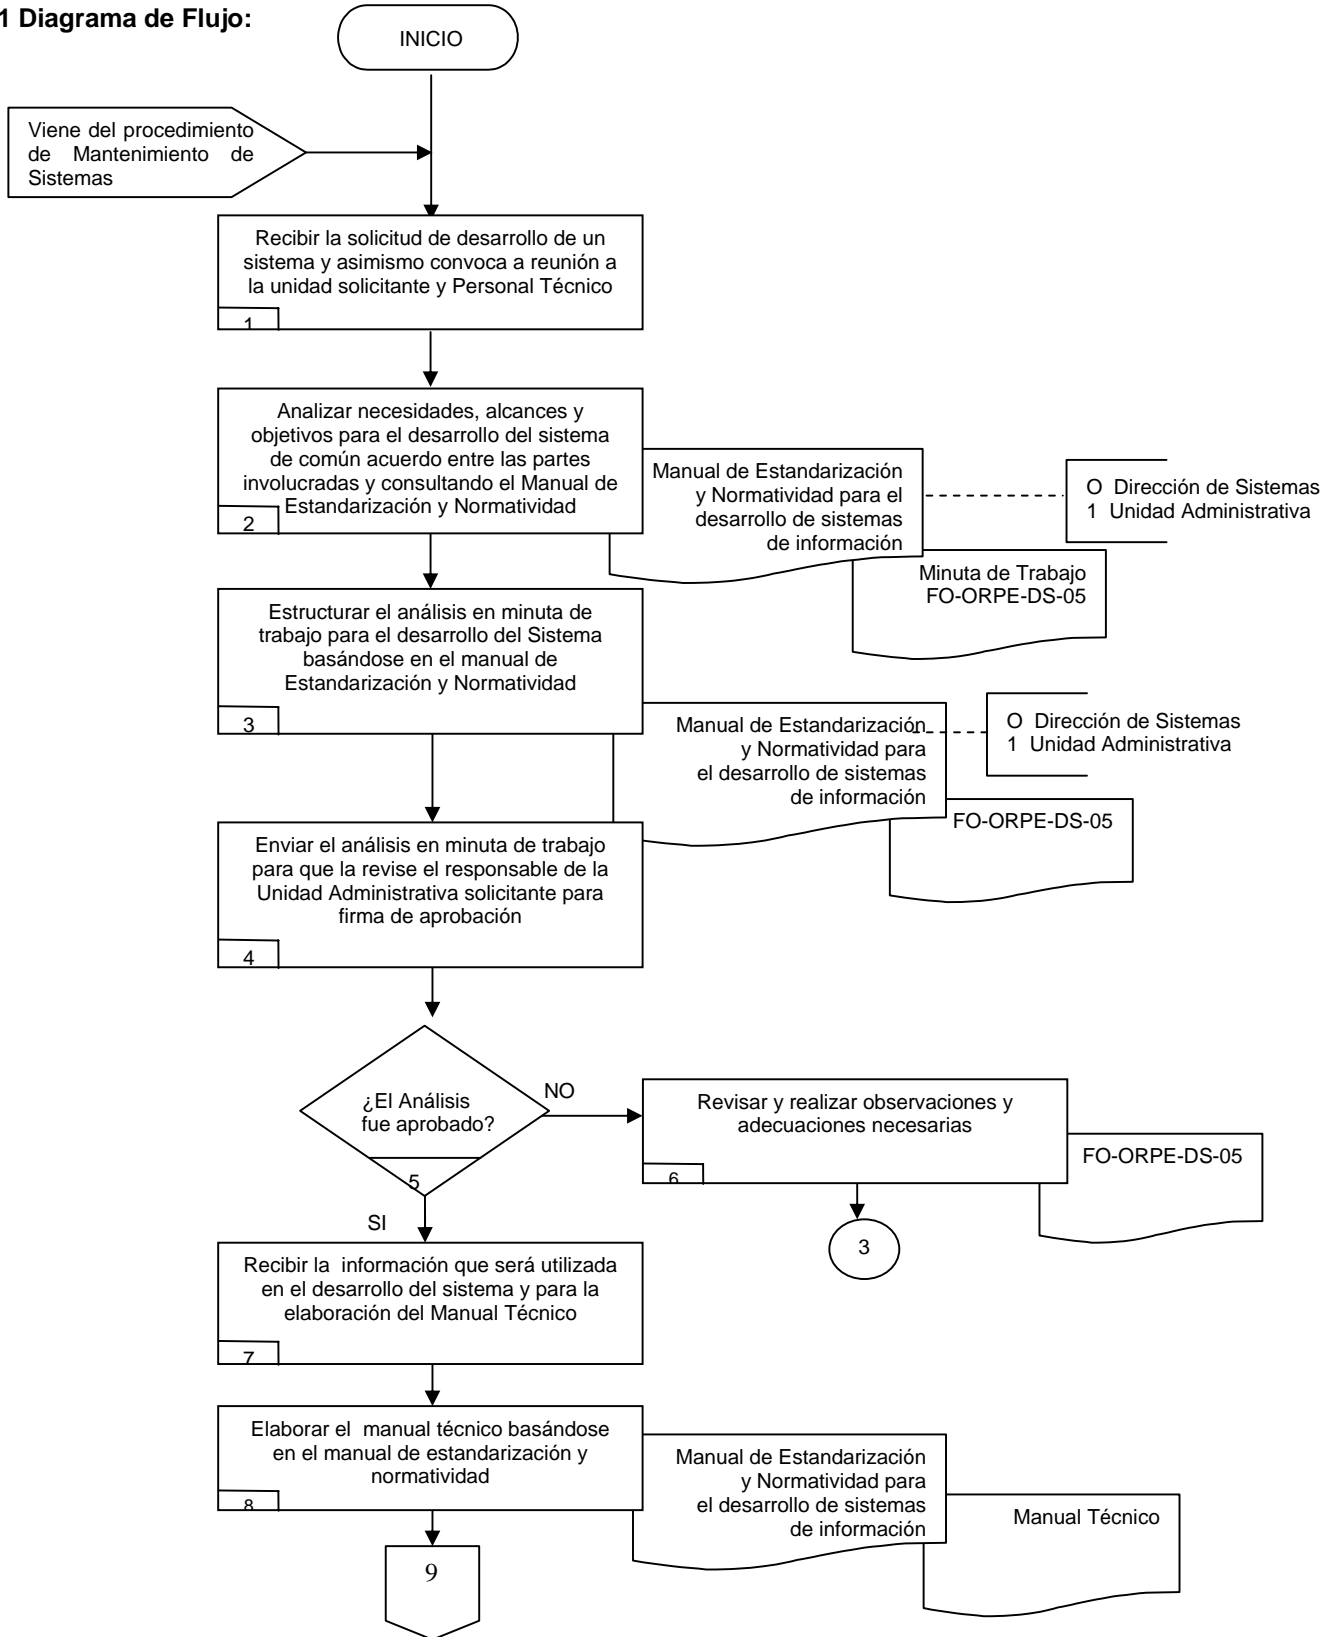 1 Diagrama de Flujo:
INICIO
Viene del procedimiento
de Mantenimiento de
Sistemas
Recibir la solicitud de desarrollo de un
sistema y asimismo convoca a reunión a
la unidad solicitante y Personal Técnico
1
Analizar necesidades, alcances y
objetivos para el desarrollo del sistema
de común acuerdo entre las partes
involucradas y consultando el Manual de
Estandarización y Normatividad
2
Manual de Estandarización
y Normatividad para el
desarrollo de sistemas
de información
O Dirección de Sistemas
1 Unidad Administrativa
Minuta de Trabajo
FO-ORPE-DS-05
Estructurar el análisis en minuta de
trabajo para el desarrollo del Sistema
basándose en el manual de
Estandarización y Normatividad
3
Manual de Estandarización
y Normatividad para
el desarrollo de sistemas
de información
O Dirección de Sistemas
1 Unidad Administrativa
FO-ORPE-DS-05
Enviar el análisis en minuta de trabajo
para que la revise el responsable de la
Unidad Administrativa solicitante para
firma de aprobación
4
¿El Análisis
fue aprobado?
5
NO
Revisar y realizar observaciones y
adecuaciones necesarias
6
FO-ORPE-DS-05
3
SI
Recibir la información que será utilizada
en el desarrollo del sistema y para la
elaboración del Manual Técnico
7
Elaborar el manual técnico basándose
en el manual de estandarización y
normatividad
8
Manual de Estandarización
y Normatividad para
el desarrollo de sistemas
de información
Manual Técnico
9